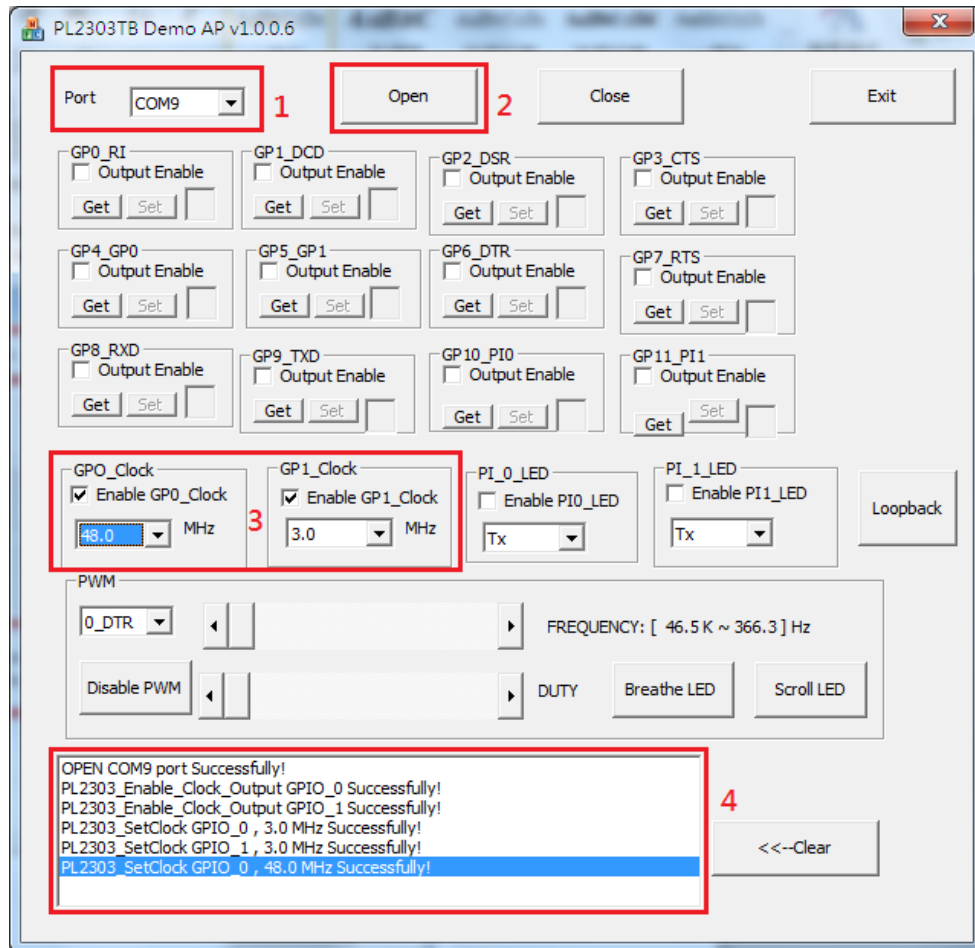 PL2303TB Demo AP v1.0.0.6
Port COM9 1 Open 2 Close Exit
GP0_RI GP1_DCD GP2_DSR GP3_CTS
Output Enable Output Enable Output Enable Output Enable
Get Set Get Set Get Set Get Set
GP4_GP0 GP5_GP1 GP6_DTR GP7_RTS
Output Enable Output Enable Output Enable Output Enable
Get Set Get Set Get Set Get Set
GP8_RXD GP9_TXD GP10_PI0 GP11_PI1
Output Enable Output Enable Output Enable Output Enable
Get Set Get Set Get Set Get Set
GPO_Clock GP1_Clock PI_0_LED PI_1_LED
Enable GP0_Clock Enable GP1_Clock Enable PI0_LED Enable PI1_LED
48.0 MHz 3 3.0 MHz Tx Tx Loopback
PWM
0_DTR FREQUENCY: [ 46.5 K ~ 366.3 ] Hz
Disable PWM DUTY Breathe LED Scroll LED
OPEN COM9 port Successfully!
PL2303_Enable_Clock_Output GPIO_0 Successfully!
PL2303_Enable_Clock_Output GPIO_1 Successfully!
PL2303_SetClock GPIO_0 , 3.0 MHz Successfully!
PL2303_SetClock GPIO_1 , 3.0 MHz Successfully!
PL2303_SetClock GPIO_0 , 48.0 MHz Successfully!
4
<<--Clear